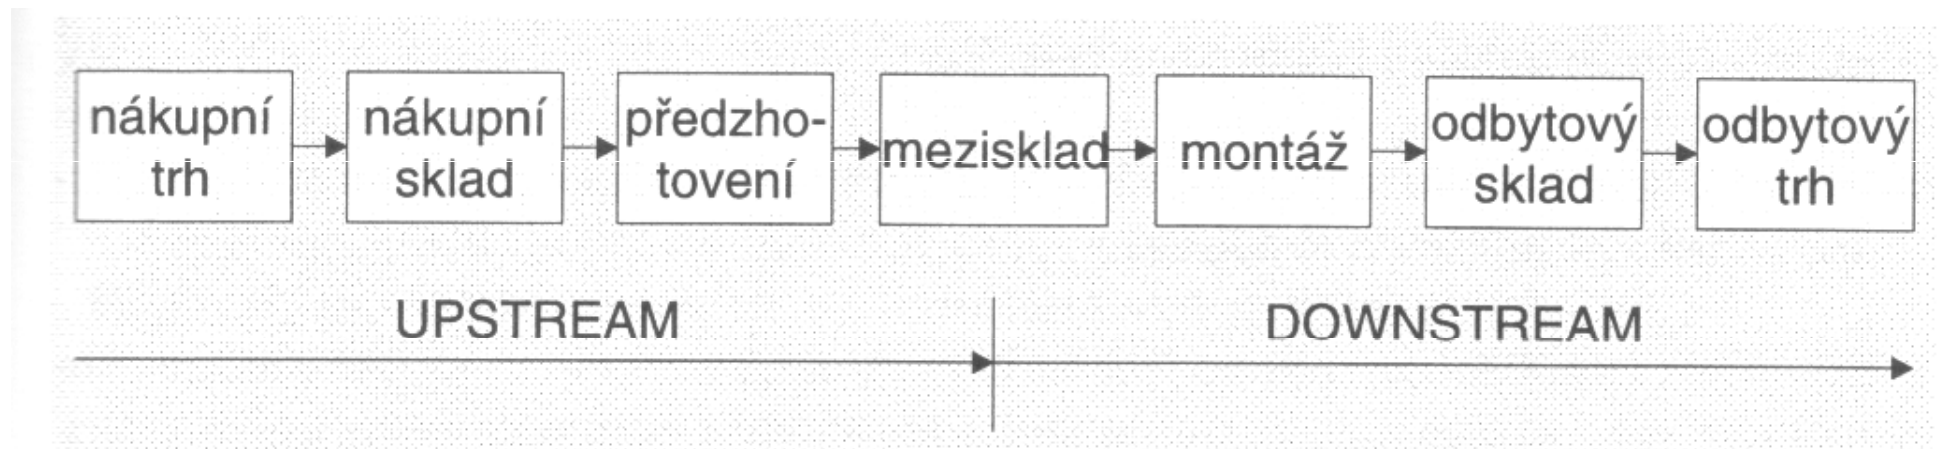 nákupní
trh
nákupní
sklad
předzho-
tovení
mezisklad
montáž
odbytový
sklad
odbytový
trh
UPSTREAM
DOWNSTREAM